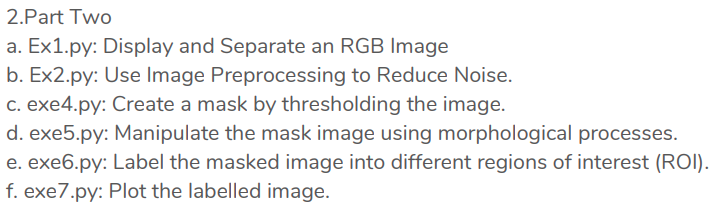 2.Part Two
a. Ex1.py: Display and Separate an RGB Image
b. Ex2.py: Use Image Preprocessing to Reduce Noise.
c. exe4.py: Create a mask by thresholding the image.
d. exe5.py: Manipulate the mask image using morphological processes.
e. exe6.py: Label the masked image into different regions of interest (ROI).
f. exe7.py: Plot the labelled image.